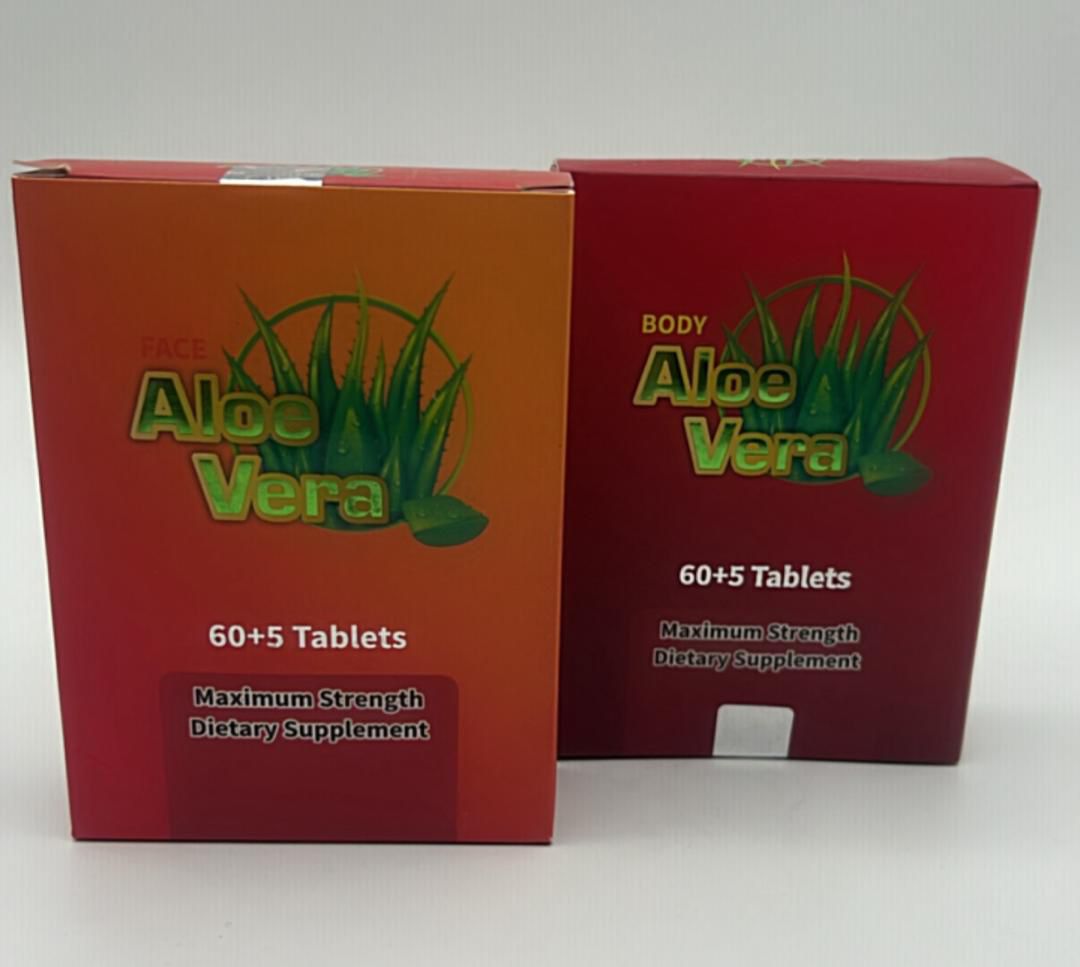 FACE
Aloe
Vera
60+5 Tablets
Maximum Strength
Dietary Supplement
BODY
Aloe
Vera
60+5 Tablets
Maximum Strength
Dietary Supplement